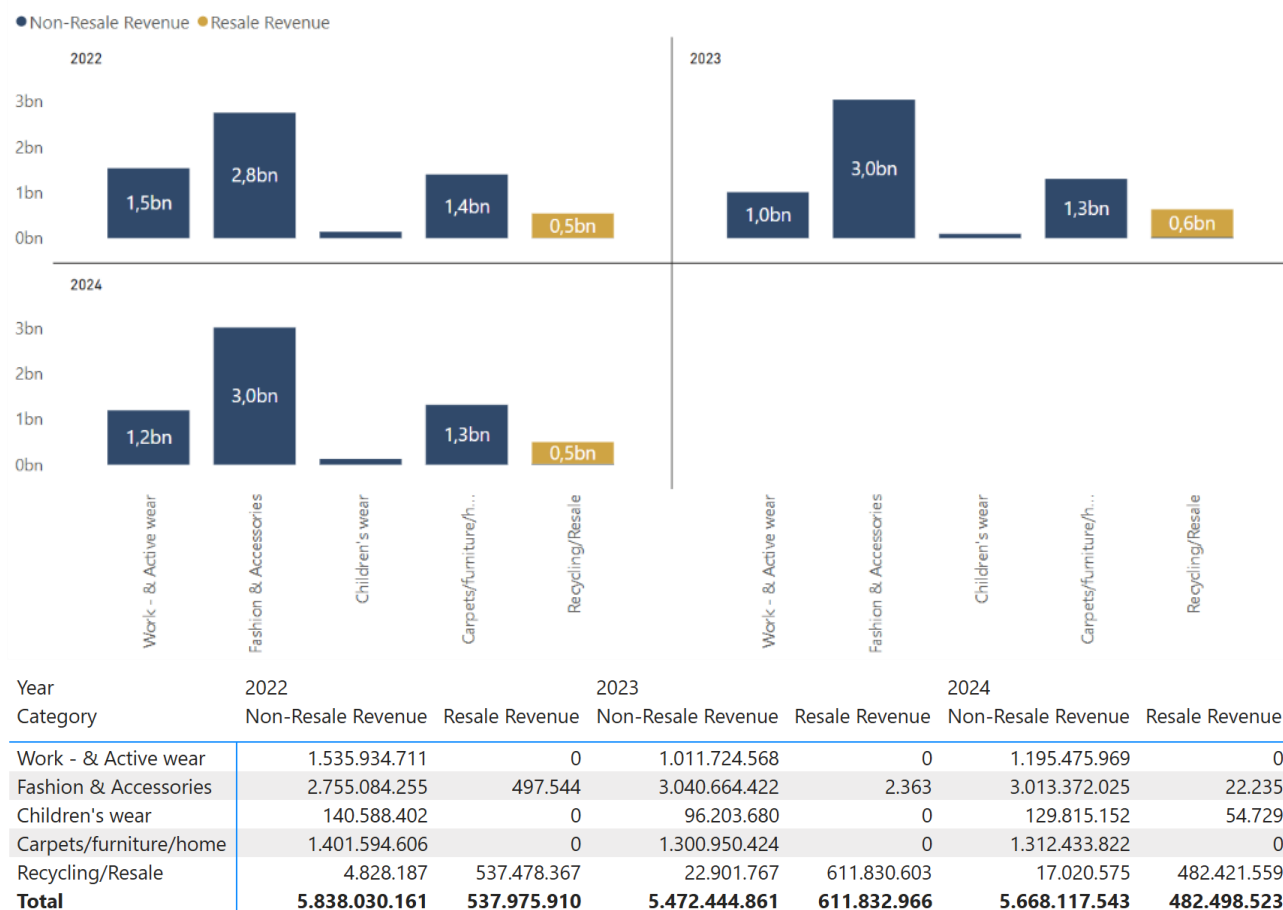 Non-Resale Revenue Resale Revenue
2022
3bn
2bn
1bn
0bn
1,5bn
2,8bn
1,4bn
0,5bn
2023
1,0bn
3,0bn
1,3bn
0,6bn
2024
3bn
2bn
1bn
0bn
1,2bn
3,0bn
1,3bn
0,5bn
Work - & Active wear
Fashion & Accessories
Children's wear
Carpets/furniture/h...
Recycling/Resale
Work - & Active wear
Fashion & Accessories
Children's wear
Carpets/furniture/h...
Recycling/Resale
Year 2022 2023 2024
Category Non-Resale Revenue Resale Revenue Non-Resale Revenue Resale Revenue Non-Resale Revenue Resale Revenue
Work - & Active wear 1.535.934.711 0 1.011.724.568 0 1.195.475.969 0
Fashion & Accessories 2.755.084.255 497.544 3.040.664.422 2.363 3.013.372.025 22.235
Children's wear 140.588.402 0 96.203.680 0 129.815.152 54.729
Carpets/furniture/home 1.401.594.606 0 1.300.950.424 0 1.312.433.822 0
Recycling/Resale 4.828.187 537.478.367 22.901.767 611.830.603 17.020.575 482.421.559
Total 5.838.030.161 537.975.910 5.472.444.861 611.832.966 5.668.117.543 482.498.523